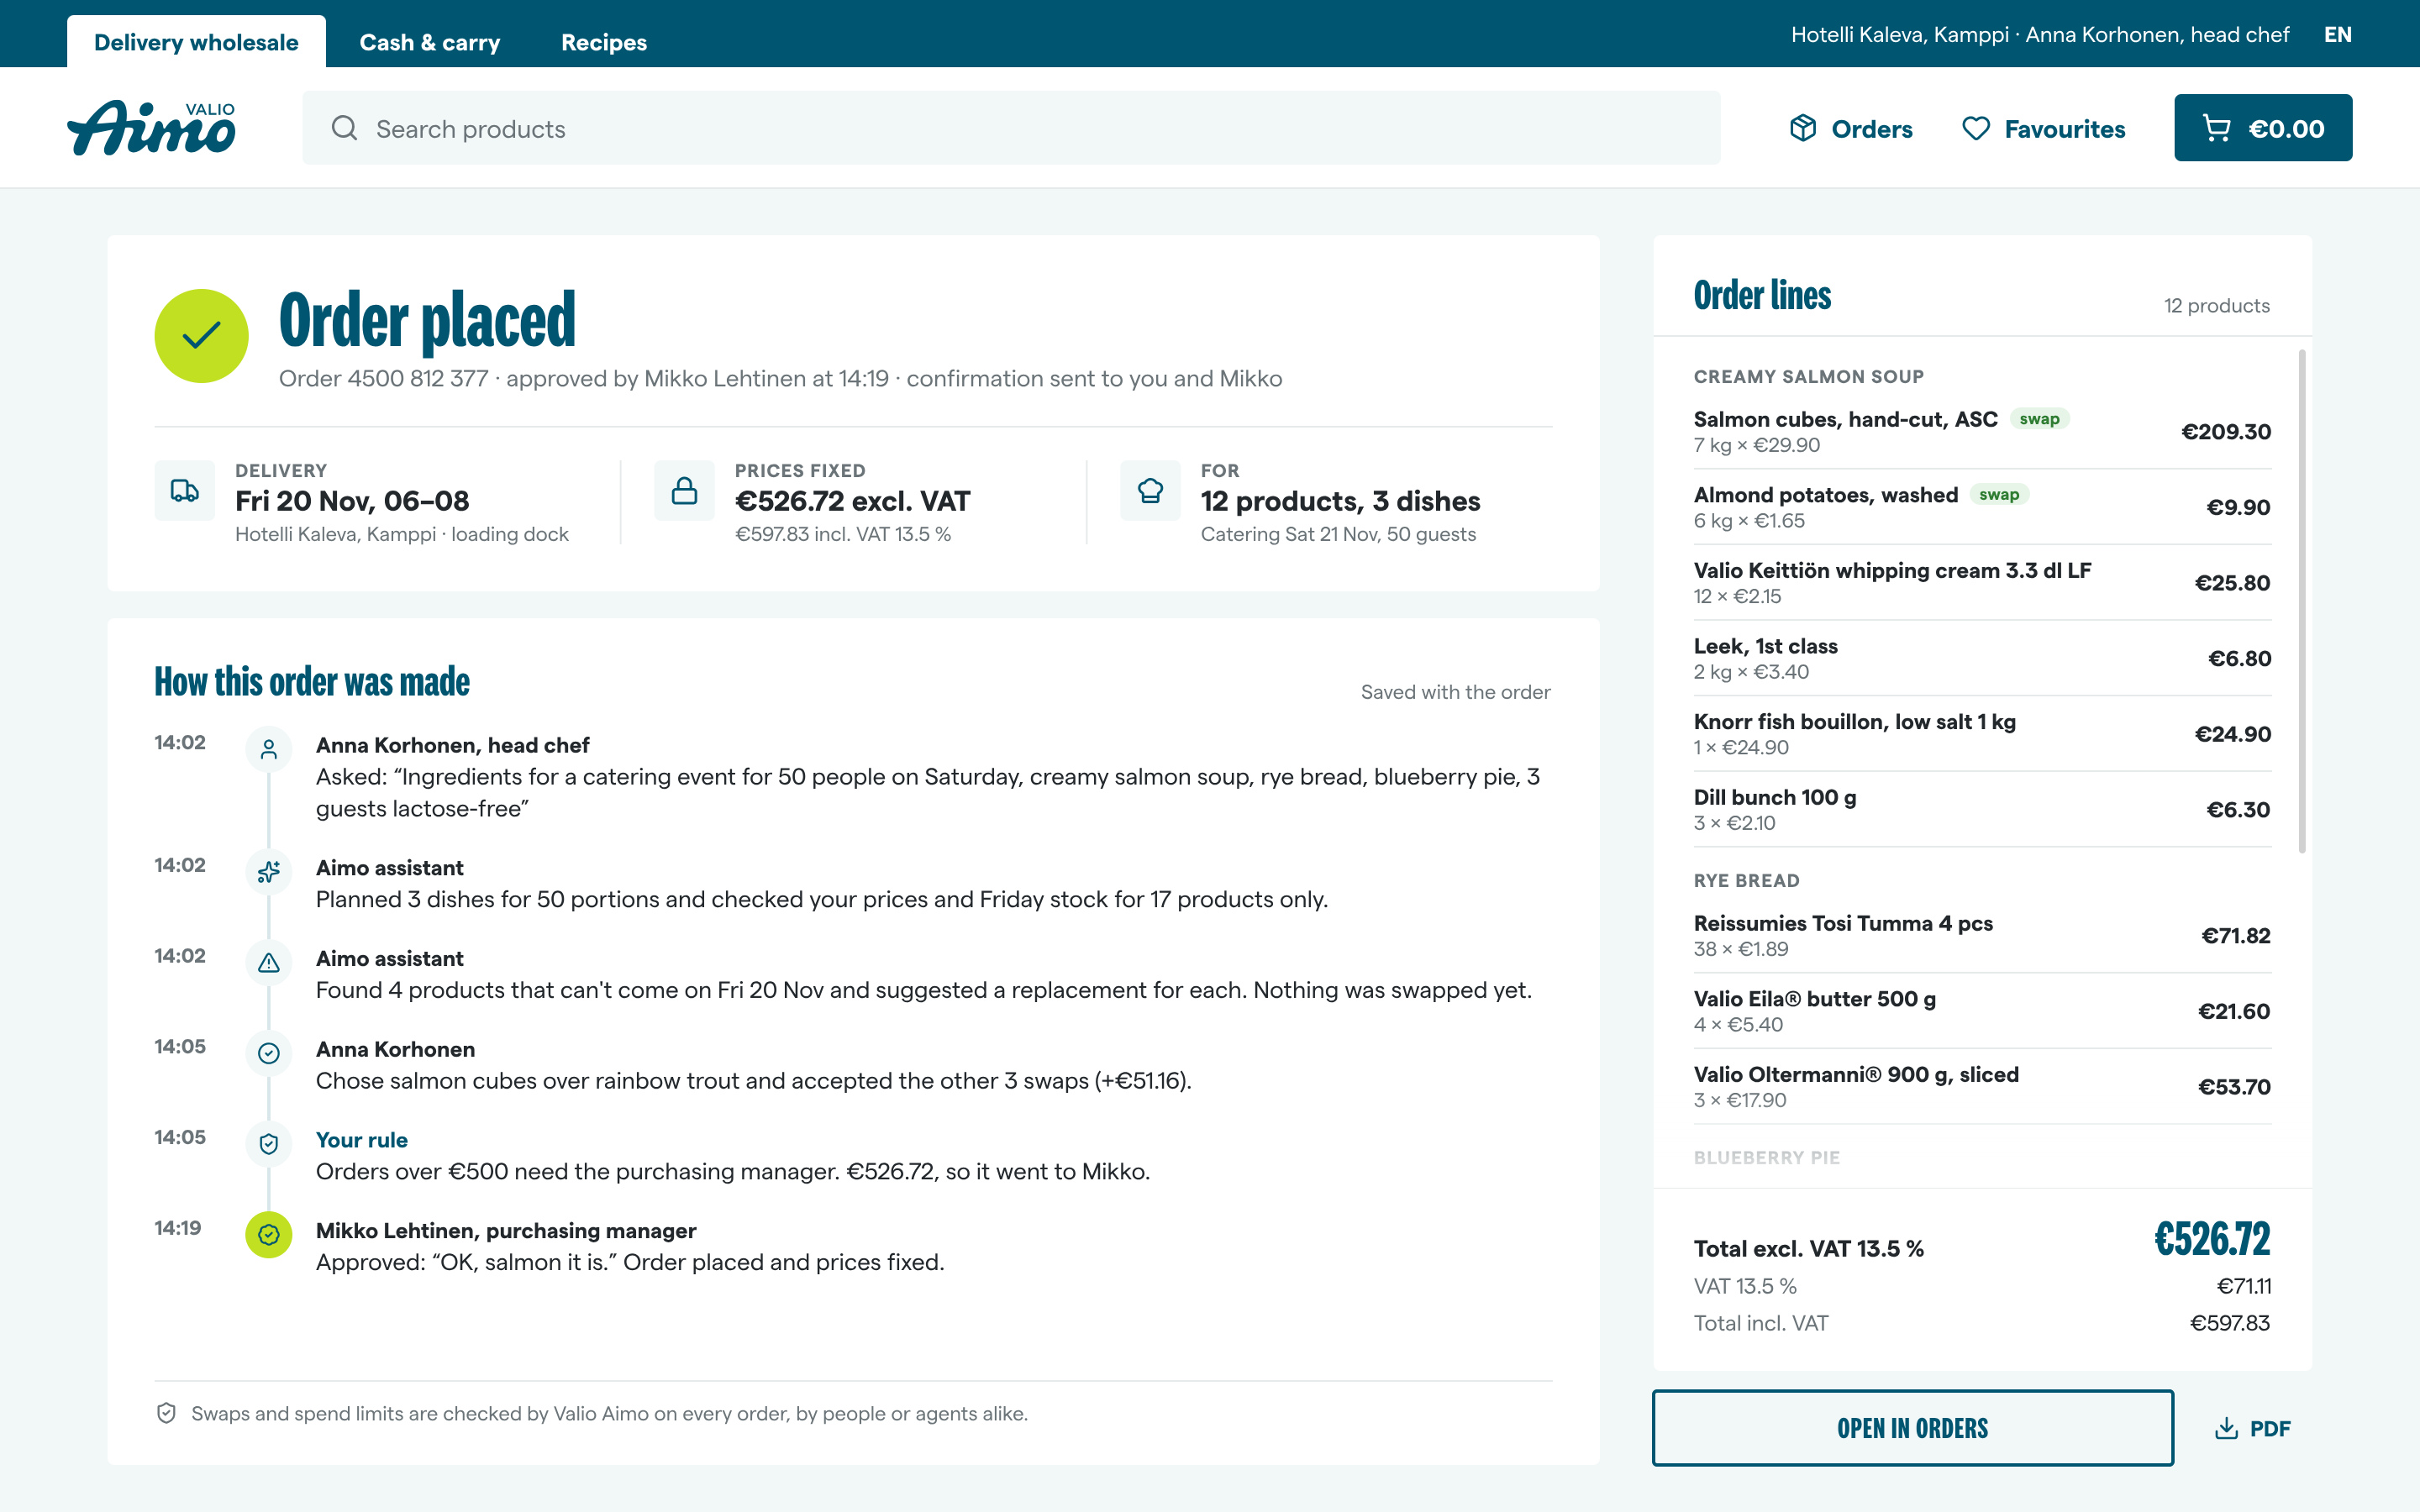 Delivery wholesale
Cash & carry
Recipes
Hotelli Kaleva, Kamppi · Anna Korhonen, head chef
EN
VALIO
Aimo
Search products
Orders
Favourites
€0.00
Order placed
Order 4500 812 377 · approved by Mikko Lehtinen at 14:19 · confirmation sent to you and Mikko
DELIVERY
Fri 20 Nov, 06–08
Hotelli Kaleva, Kamppi · loading dock
PRICES FIXED
€526.72 excl. VAT
€597.83 incl. VAT 13.5 %
FOR
12 products, 3 dishes
Catering Sat 21 Nov, 50 guests
How this order was made
Saved with the order
14:02
Anna Korhonen, head chef
Asked: “Ingredients for a catering event for 50 people on Saturday, creamy salmon soup, rye bread, blueberry pie, 3
guests lactose-free”
14:02
Aimo assistant
Planned 3 dishes for 50 portions and checked your prices and Friday stock for 17 products only.
14:02
Aimo assistant
Found 4 products that can't come on Fri 20 Nov and suggested a replacement for each. Nothing was swapped yet.
14:05
Anna Korhonen
Chose salmon cubes over rainbow trout and accepted the other 3 swaps (+€51.16).
14:05
Your rule
Orders over €500 need the purchasing manager. €526.72, so it went to Mikko.
14:19
Mikko Lehtinen, purchasing manager
Approved: “OK, salmon it is.” Order placed and prices fixed.
Swaps and spend limits are checked by Valio Aimo on every order, by people or agents alike.
Order lines
12 products
CREAMY SALMON SOUP
Salmon cubes, hand-cut, ASC swap
7 kg × €29.90
€209.30
Almond potatoes, washed swap
6 kg × €1.65
€9.90
Valio Keittiön whipping cream 3.3 dl LF
12 × €2.15
€25.80
Leek, 1st class
2 kg × €3.40
€6.80
Knorr fish bouillon, low salt 1 kg
1 × €24.90
€24.90
Dill bunch 100 g
3 × €2.10
€6.30
RYE BREAD
Reissumies Tosi Tumma 4 pcs
38 × €1.89
€71.82
Valio Eila® butter 500 g
4 × €5.40
€21.60
Valio Oltermanni® 900 g, sliced
3 × €17.90
€53.70
BLUEBERRY PIE
Total excl. VAT 13.5 %
€526.72
VAT 13.5 %
€71.11
Total incl. VAT
€597.83
OPEN IN ORDERS
PDF